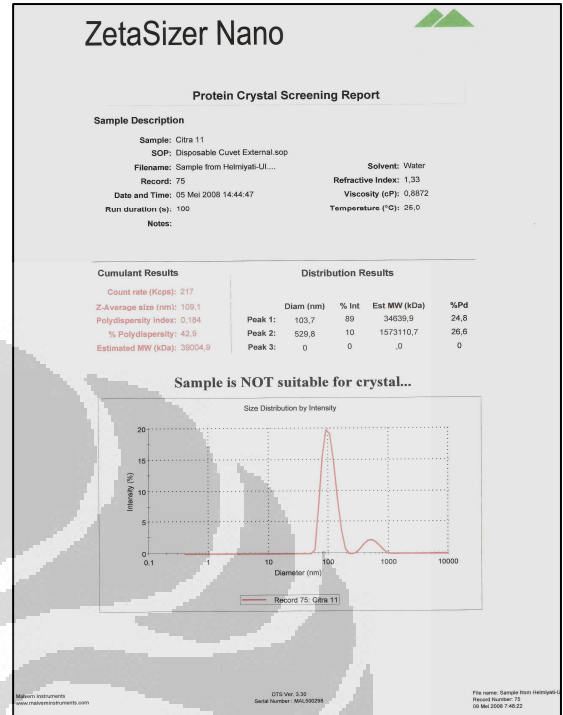 ZetaSizer Nano
Protein Crystal Screening Report
Sample Description
Sample: Citra 11
SOP: Disposable Cuvet External.sop
Filename: Sample from Helmiyati-UI....
Solvent: Water
Record: 75
Refractive Index: 1,33
Date and Time: 05 Mei 2008 14:44:47
Viscosity (cP): 0,8872
Run duration (s): 100
Temperature (°C): 25,0
Notes:
Cumulant Results
Distribution Results
Count rate (Kcps): 217
Diam (nm) % Int Est MW (kDa) %Pd
Z-Average size (nm): 109,1
Polydispersity index: 0,184
Peak 1: 103,7 89 34639,9 24,8
% Polydispersity: 42,9
Peak 2: 529,8 10 1573110,7 26,6
Estimated MW (kDa): 39004,9
Peak 3: 0 0 ,0 0
Sample is NOT suitable for crystal...
Size Distribution by Intensity
Intensity (%)
20
15
10
5
0
0.1 1 10 100 1000 10000
Diameter (nm)
Record 75: Citra 11
Malvern Instruments
www.malverninstruments.com
DTS Ver. 3.30
Serial Number : MAL500298
File name: Sample from Helmiyati-U
Record Number: 75
09 Mei 2008 7:48:22